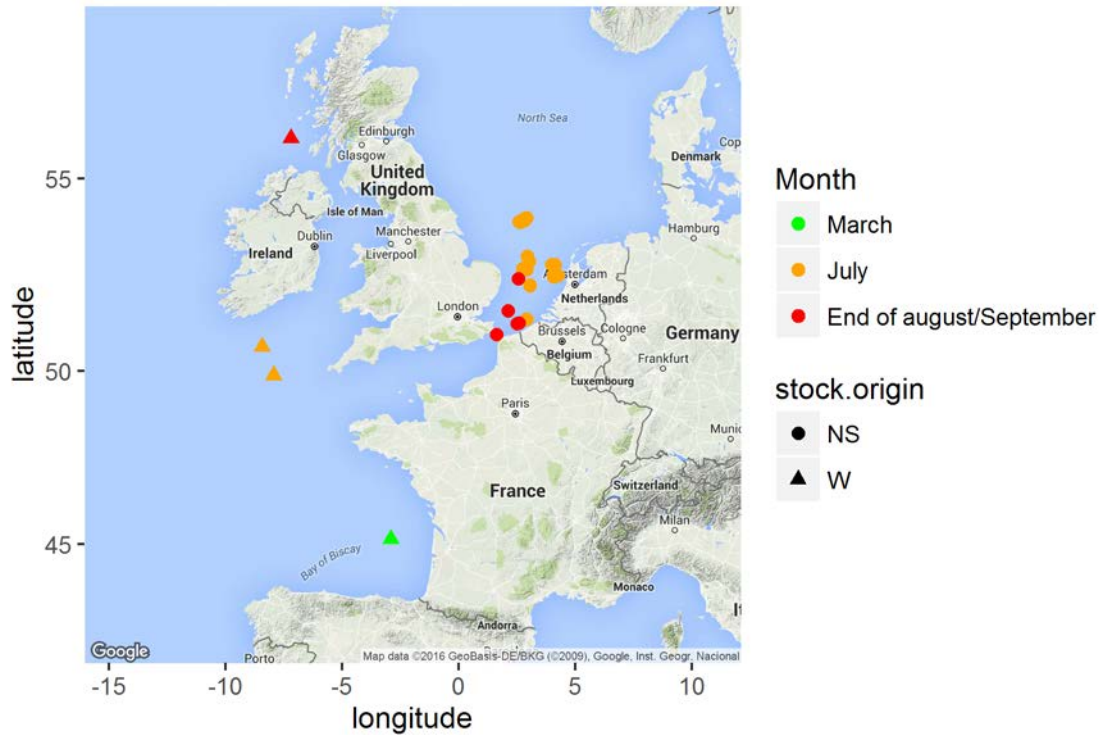 North Sea
Edinburgh
Glasgow
Denmark
United
Kingdom
Isle of Man
Hamburg
Dublin
Manchester
Ireland
Liverpool
Amsterdam
London
Netherlands
Brussels
Cologne
Germany
Belgium
Frankfurt
Luxembourg
Paris
Switzerland
France
Milan
Bay of Biscay
Monaco
Andorra
Porto
Google
Map data ©2016 GeoBasis-DE/BKG (©2009), Google, Inst. Geogr. Nacional
55
50
45
latitude
-15 -10 -5 0 5 10
longitude
Month
March
July
End of august/September
stock.origin
NS
W